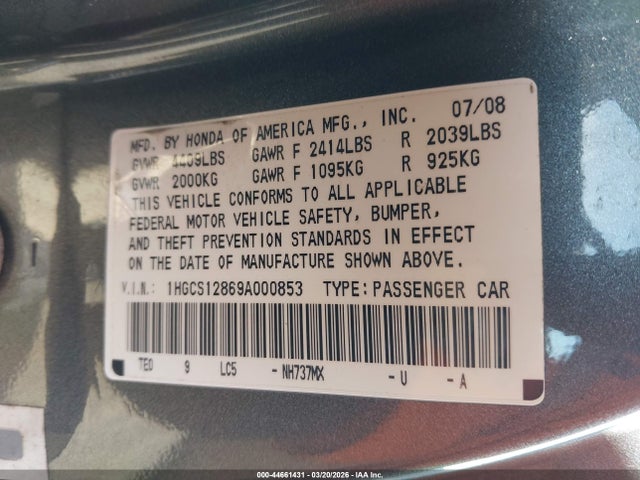 MFD. BY HONDA OF AMERICA MFG., INC. 07/08
GVWR 4409LBS GAWR F 2414LBS R 2039LBS
GVWR 2000KG GAWR F 1095KG R 925KG
THIS VEHICLE CONFORMS TO ALL APPLICABLE
FEDERAL MOTOR VEHICLE SAFETY, BUMPER,
AND THEFT PREVENTION STANDARDS IN EFFECT
ON THE DATE OF MANUFACTURE SHOWN ABOVE.
V.I.N.: 1HGCS12869A000853 TYPE:PASSENGER CAR
TE0 9 LC5 - NH737MX - U - A
000-44661431 - 03/20/2026 - IAA Inc.